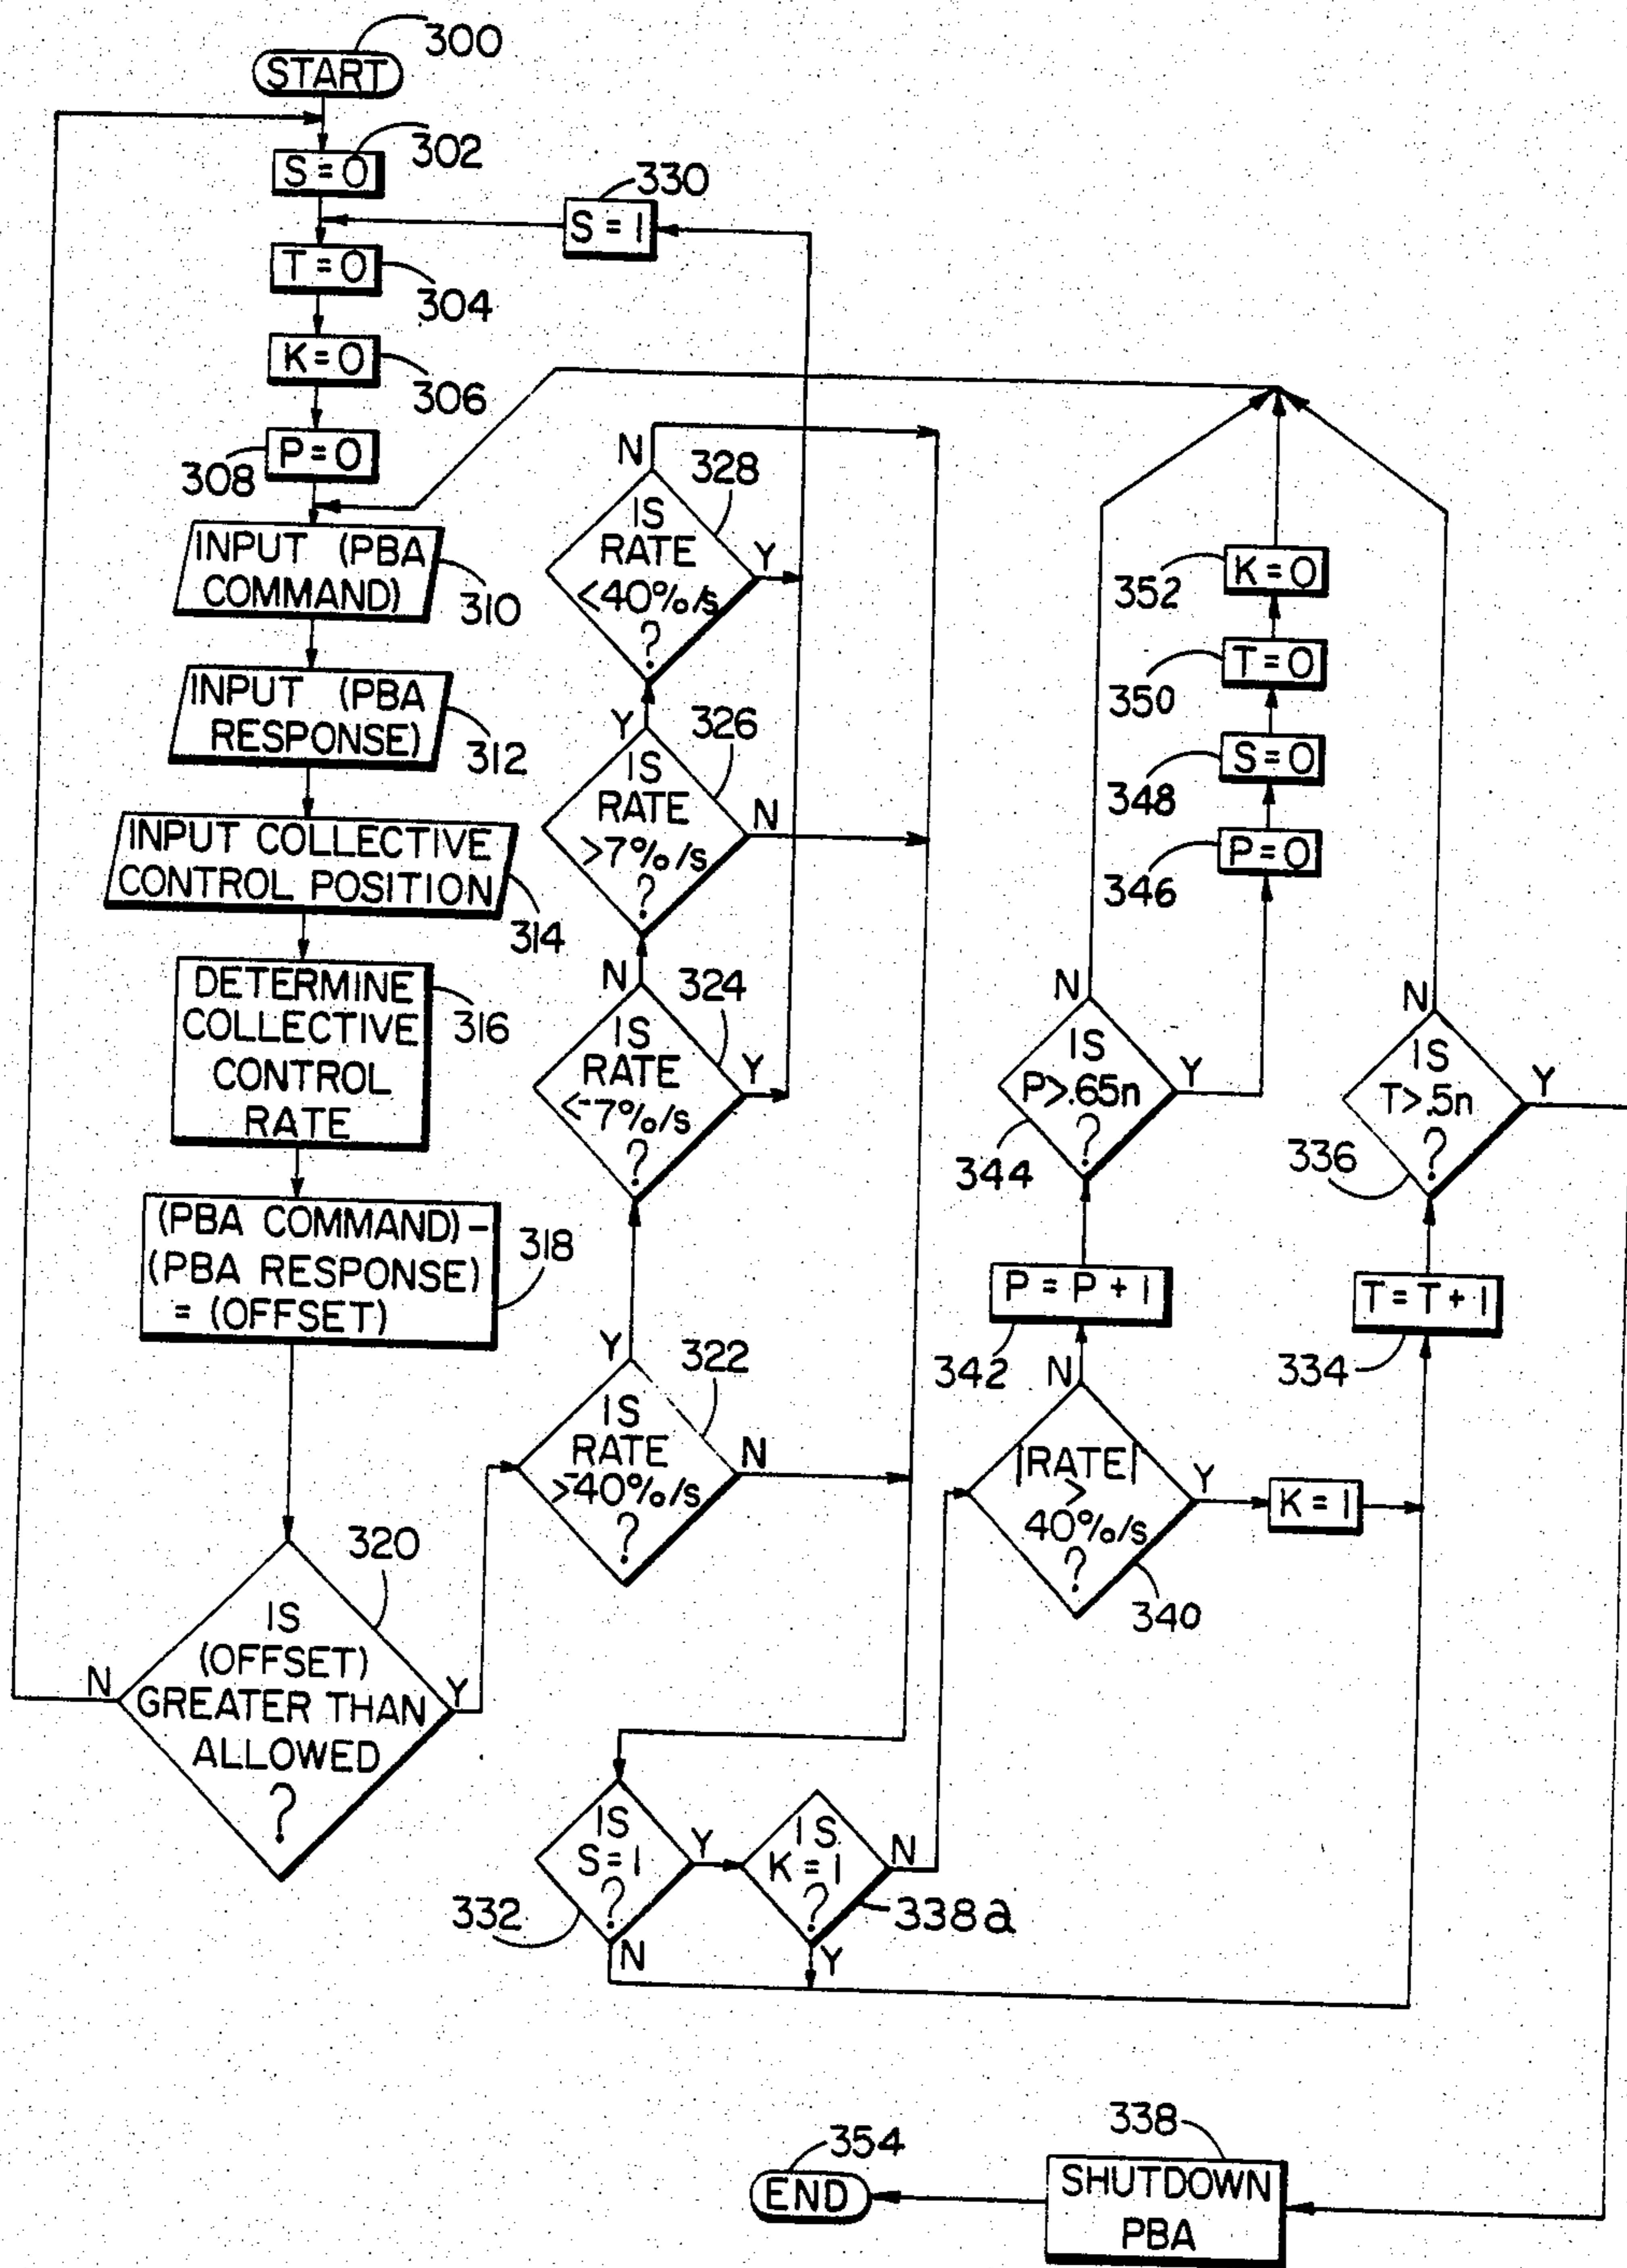 300
START
302
S = 0
330
S = 1
T = 0
304
K = 0
306
P = 0
308
INPUT (PBA
COMMAND)
310
INPUT (PBA
RESPONSE)
312
INPUT COLLECTIVE
CONTROL POSITION
314
DETERMINE
COLLECTIVE
CONTROL
RATE
316
(PBA COMMAND) -
(PBA RESPONSE)
= (OFFSET)
318
320
IS
(OFFSET)
GREATER THAN
ALLOWED
?
N
Y
322
IS
RATE
>-40%/s
?
Y
N
324
IS
RATE
<-7%/s
?
N
Y
326
IS
RATE
>7%/s
?
Y
N
328
IS
RATE
<40%/s
?
N
Y
332
IS
S=1
?
Y
N
IS
K=1
?
338a
N
Y
|RATE|
>
40%/s
?
340
N
Y
K = 1
342
P = P + 1
344
IS
P>.65n
?
N
Y
346
P = 0
348
S = 0
350
T = 0
352
K = 0
334
T = T + 1
336
IS
T>.5n
?
N
Y
338
SHUTDOWN
PBA
354
END